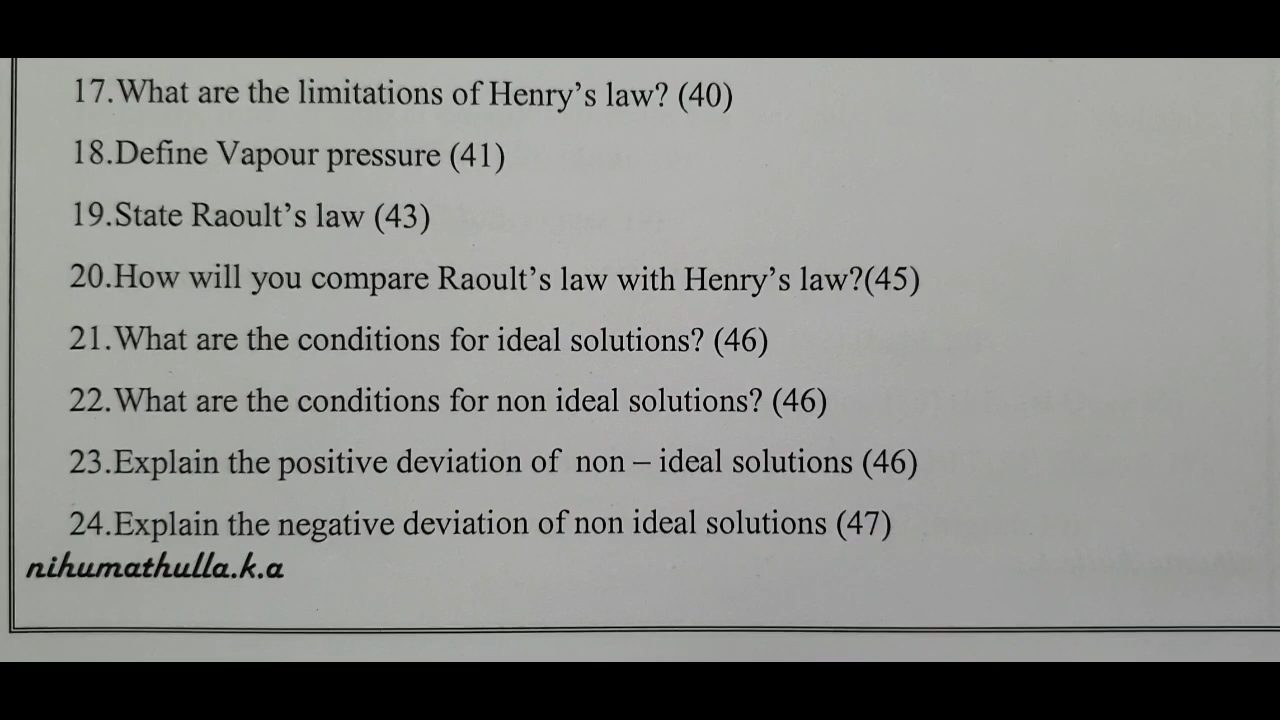 17.What are the limitations of Henry's law? (40)
18.Define Vapour pressure (41)
19.State Raoult's law (43)
20.How will you compare Raoult's law with Henry's law?(45)
21.What are the conditions for ideal solutions? (46)
22.What are the conditions for non ideal solutions? (46)
23.Explain the positive deviation of non – ideal solutions (46)
24.Explain the negative deviation of non ideal solutions (47)
nihumathulla.k.a